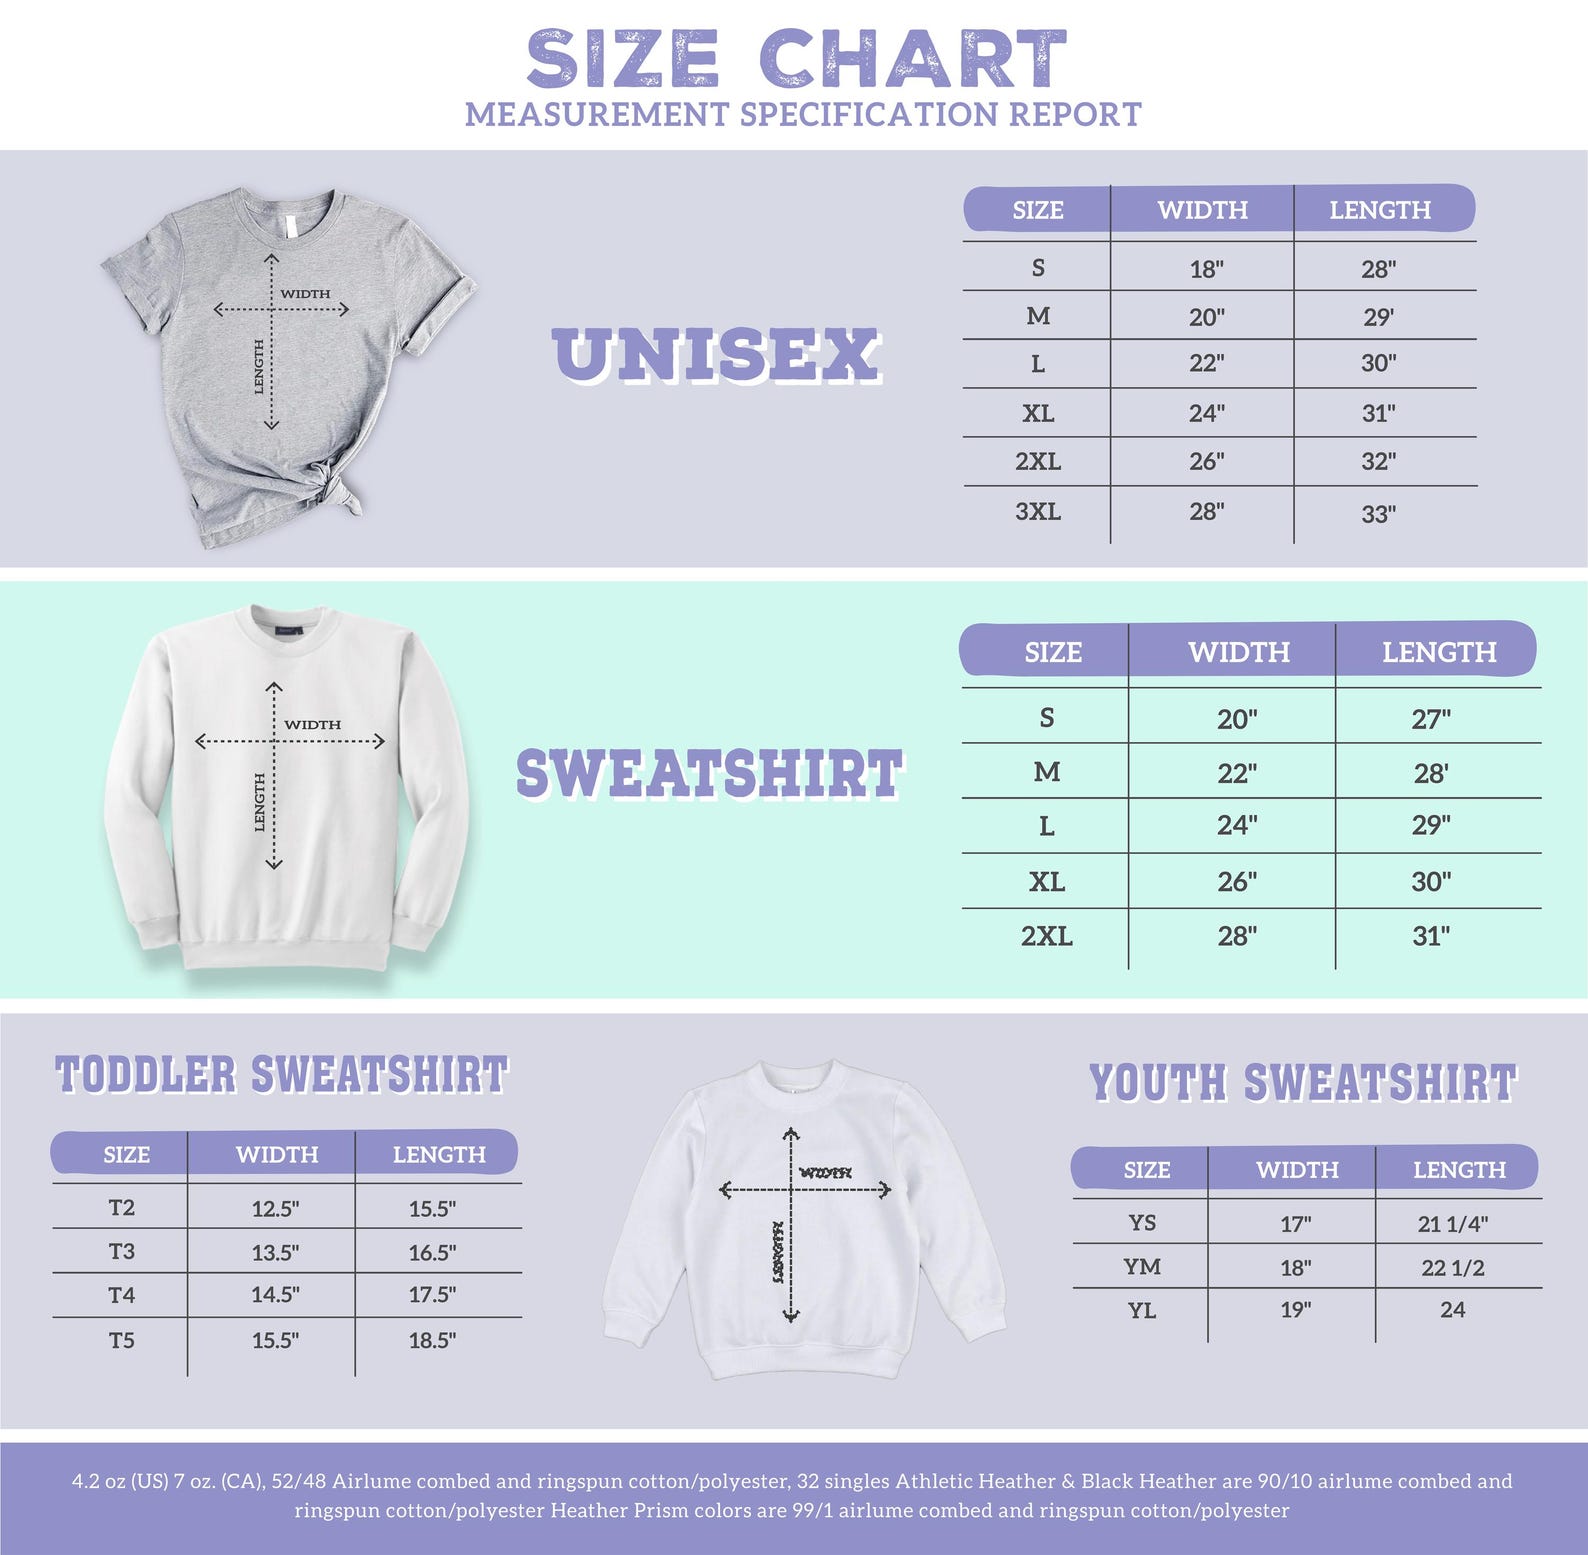 SIZE CHART
MEASUREMENT SPECIFICATION REPORT
WIDTH
LENGTH
UNISEX
SIZE WIDTH LENGTH
S 18" 28"
M 20" 29'
L 22" 30"
XL 24" 31"
2XL 26" 32"
3XL 28" 33"
WIDTH
LENGTH
SWEATSHIRT
SIZE WIDTH LENGTH
S 20" 27"
M 22" 28'
L 24" 29"
XL 26" 30"
2XL 28" 31"
TODDLER SWEATSHIRT
SIZE WIDTH LENGTH
T2 12.5" 15.5"
T3 13.5" 16.5"
T4 14.5" 17.5"
T5 15.5" 18.5"
WIDTH
LENGTH
YOUTH SWEATSHIRT
SIZE WIDTH LENGTH
YS 17" 21 1/4"
YM 18" 22 1/2
YL 19" 24
4.2 oz (US) 7 oz. (CA), 52/48 Airlume combed and ringspun cotton/polyester, 32 singles Athletic Heather & Black Heather are 90/10 airlume combed and
ringspun cotton/polyester Heather Prism colors are 99/1 airlume combed and ringspun cotton/polyester